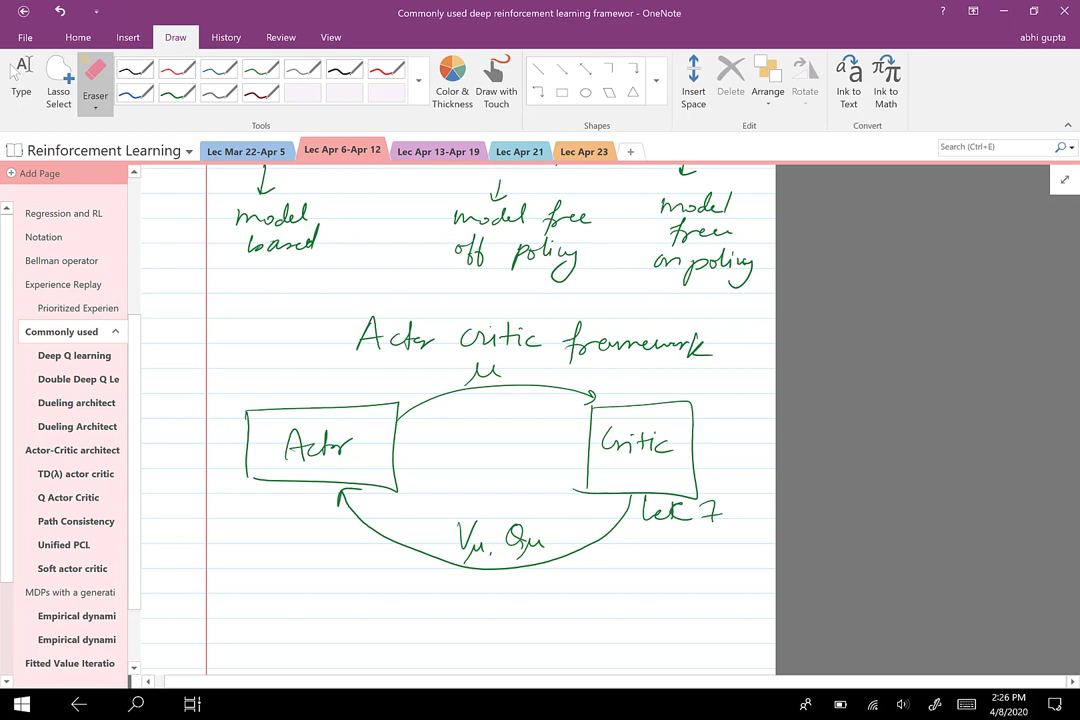 Commonly used deep reinforcement learning framewor - OneNote
File Home Insert Draw History Review View
abhi gupta
Type
Lasso Select
Eraser
Color & Thickness
Draw with Touch
Insert Space
Delete
Arrange
Rotate
Ink to Text
Ink to Math
Tools
Shapes
Edit
Convert
Reinforcement Learning
Lec Mar 22-Apr 5
Lec Apr 6-Apr 12
Lec Apr 13-Apr 19
Lec Apr 21
Lec Apr 23
Search (Ctrl+E)
Add Page
Regression and RL
Notation
Bellman operator
Experience Replay
Prioritized Experien
Commonly used
Deep Q learning
Double Deep Q Le
Dueling architect
Dueling Architect
Actor-Critic architect
TD(λ) actor critic
Q Actor Critic
Path Consistency
Unified PCL
Soft actor critic
MDPs with a generati
Empirical dynami
Empirical dynami
Fitted Value Iteratio
model based
model free off policy
model free on policy
Actor critic framework
μ
Actor
Critic
Vμ, Qμ
2:26 PM
4/8/2020